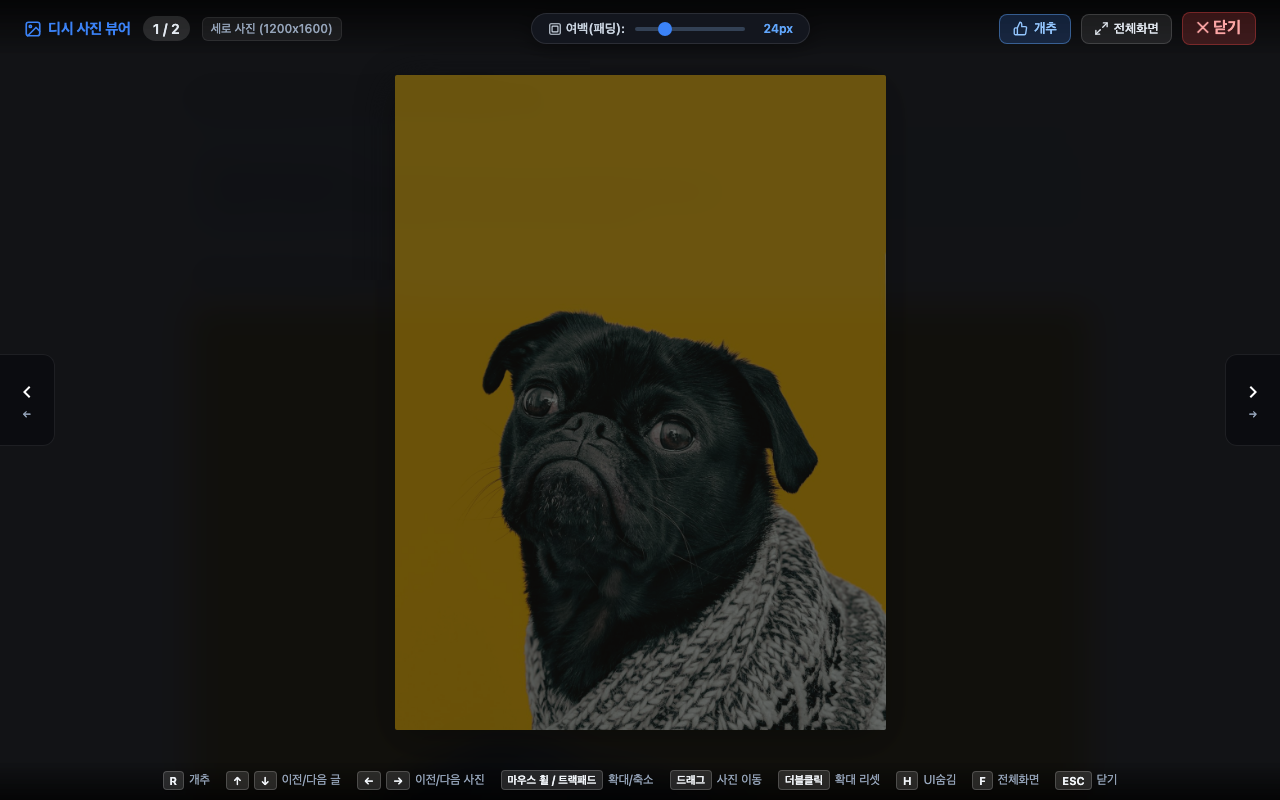 디시 사진 뷰어 1 / 2 세로 사진 (1200x1600) 여백(패딩): 24px 개추 전체화면 닫기
R 개추 ↑ ↓ 이전/다음 글 ← → 이전/다음 사진 마우스 휠 / 트랙패드 확대/축소 드래그 사진 이동 더블클릭 확대 리셋 H UI숨김 F 전체화면 ESC 닫기